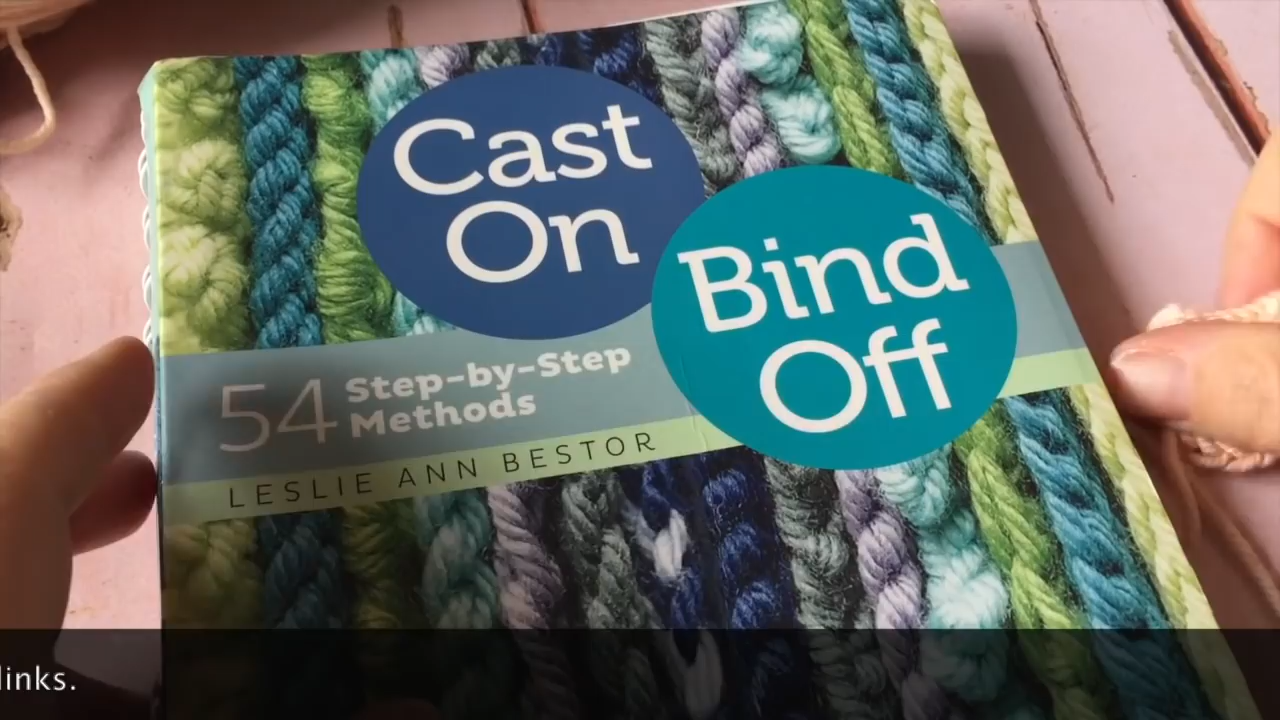 Cast
On
Bind
Off
54 Step-by-Step
Methods
LESLIE ANN BESTOR
links.